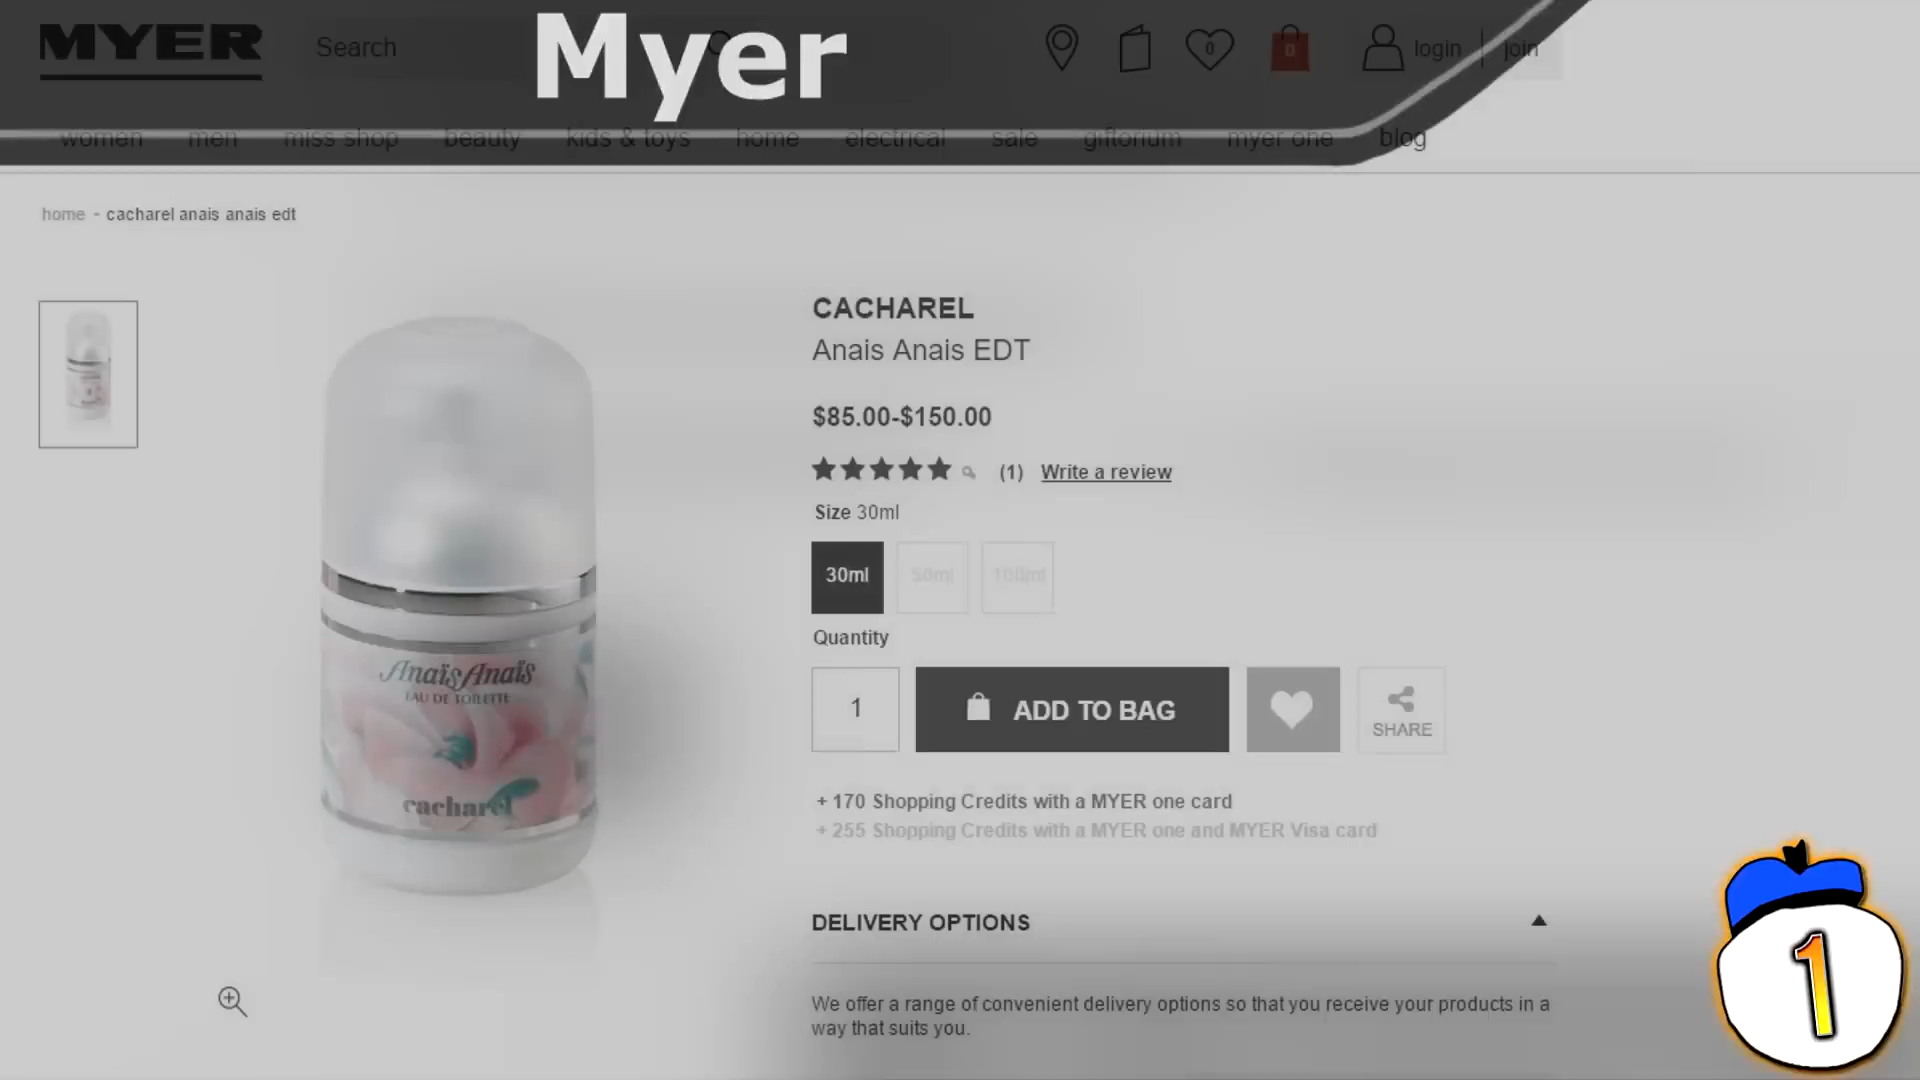 MYER
Search
Myer
0
0
login
join
women men miss shop beauty kids & toys home electrical sale giftorium myer one blog
home - cacharel anais anais edt
CACHAREL
Anais Anais EDT
$85.00-$150.00
(1) Write a review
Size 30ml
30ml 50ml 100ml
Quantity
1
ADD TO BAG
SHARE
+ 170 Shopping Credits with a MYER one card
+ 255 Shopping Credits with a MYER one and MYER Visa card
DELIVERY OPTIONS
We offer a range of convenient delivery options so that you receive your products in a
way that suits you.
AnaïsAnaïs
EAU DE TOILETTE
cacharel
1